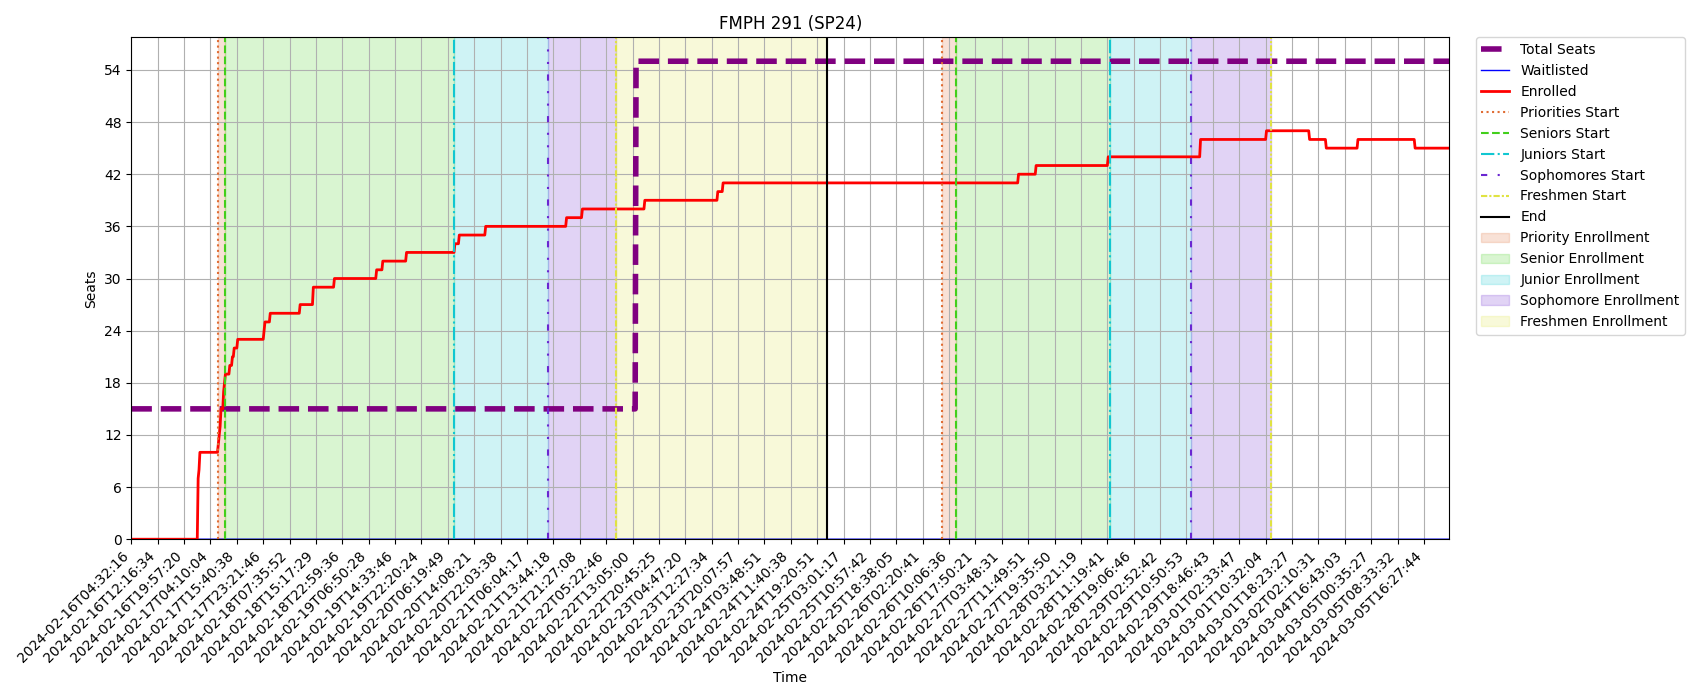 FMPH 291 (SP24)
Seats
54
48
42
36
30
24
18
12
6
0
2024-02-16T04:32:16
2024-02-16T12:16:34
2024-02-16T19:57:20
2024-02-17T04:10:04
2024-02-17T15:40:38
2024-02-17T23:21:46
2024-02-18T07:35:52
2024-02-18T15:17:29
2024-02-18T22:59:36
2024-02-19T06:50:28
2024-02-19T14:33:46
2024-02-19T22:20:24
2024-02-20T06:19:49
2024-02-20T14:08:21
2024-02-20T22:03:38
2024-02-21T06:04:17
2024-02-21T13:44:18
2024-02-21T21:27:08
2024-02-22T05:22:46
2024-02-22T13:05:00
2024-02-22T20:45:25
2024-02-23T04:47:20
2024-02-23T12:27:34
2024-02-23T20:07:57
2024-02-24T03:48:51
2024-02-24T11:40:38
2024-02-24T19:20:51
2024-02-25T03:01:17
2024-02-25T10:57:42
2024-02-25T18:38:05
2024-02-26T02:20:41
2024-02-26T10:06:36
2024-02-26T17:50:21
2024-02-27T03:48:31
2024-02-27T11:49:51
2024-02-27T19:35:50
2024-02-28T03:21:19
2024-02-28T11:19:41
2024-02-28T19:06:46
2024-02-29T02:52:42
2024-02-29T10:50:53
2024-02-29T18:46:43
2024-03-01T02:33:47
2024-03-01T10:32:04
2024-03-01T18:23:27
2024-03-02T02:10:31
2024-03-04T16:43:03
2024-03-05T00:35:27
2024-03-05T08:33:32
2024-03-05T16:27:44
Time
Total Seats
Waitlisted
Enrolled
Priorities Start
Seniors Start
Juniors Start
Sophomores Start
Freshmen Start
End
Priority Enrollment
Senior Enrollment
Junior Enrollment
Sophomore Enrollment
Freshmen Enrollment